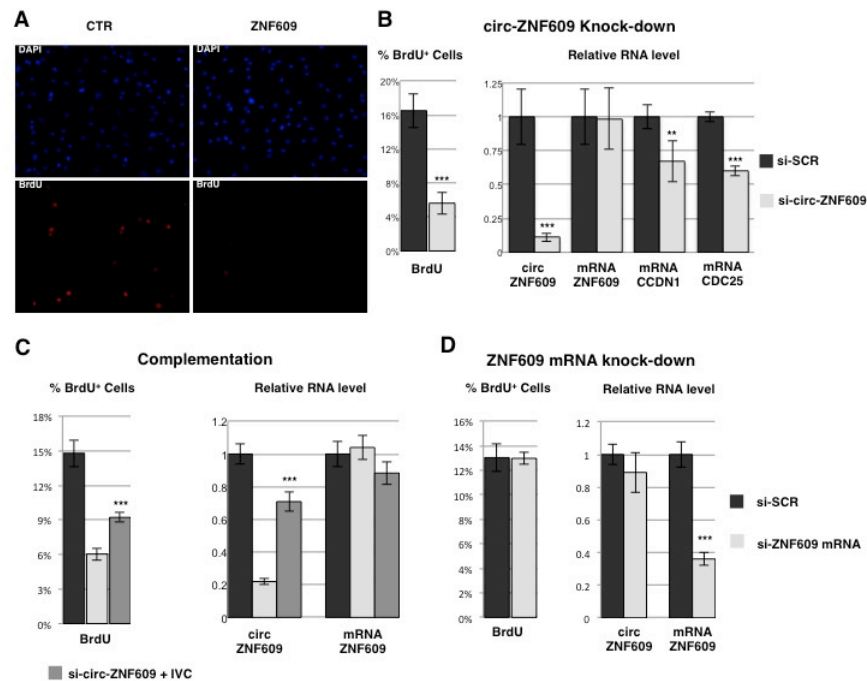 A
CTR
ZNF609
DAPI
DAPI
BrdU
BrdU
B
circ-ZNF609 Knock-down
% BrdU+ Cells
Relative RNA level
20%
16%
12%
8%
4%
0%
***
BrdU
1.25
1
0.75
0.5
0.25
0
***
**
***
circ
ZNF609
mRNA
ZNF609
mRNA
CCDN1
mRNA
CDC25
si-SCR
si-circ-ZNF609
C
Complementation
% BrdU+ Cells
Relative RNA level
18%
15%
12%
9%
6%
3%
0%
***
BrdU
1.2
1
0.8
0.6
0.4
0.2
0
***
circ
ZNF609
mRNA
ZNF609
si-circ-ZNF609 + IVC
D
ZNF609 mRNA knock-down
% BrdU+ Cells
Relative RNA level
16%
14%
12%
10%
8%
6%
4%
2%
0%
BrdU
1.2
1
0.8
0.6
0.4
0.2
0
***
circ
ZNF609
mRNA
ZNF609
si-SCR
si-ZNF609 mRNA